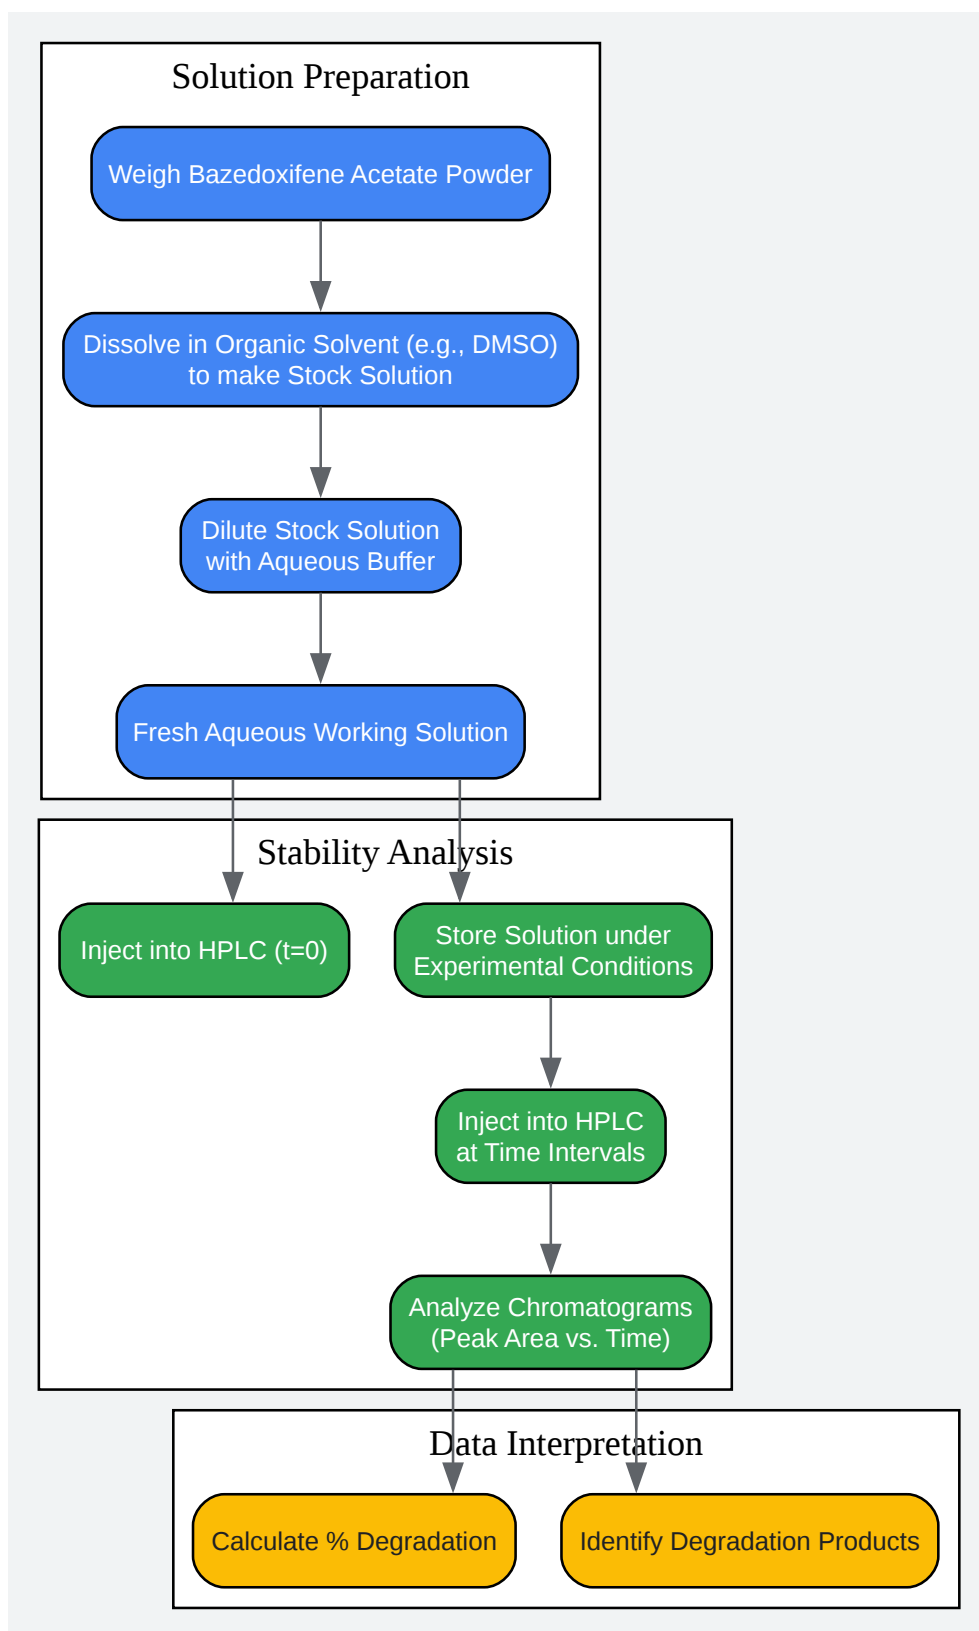 Solution Preparation
Weigh Bazedoxifene Acetate Powder
Dissolve in Organic Solvent (e.g., DMSO)
to make Stock Solution
Dilute Stock Solution
with Aqueous Buffer
Fresh Aqueous Working Solution
Stability Analysis
Inject into HPLC (t=0)
Store Solution under
Experimental Conditions
Inject into HPLC
at Time Intervals
Analyze Chromatograms
(Peak Area vs. Time)
Data Interpretation
Calculate % Degradation
Identify Degradation Products